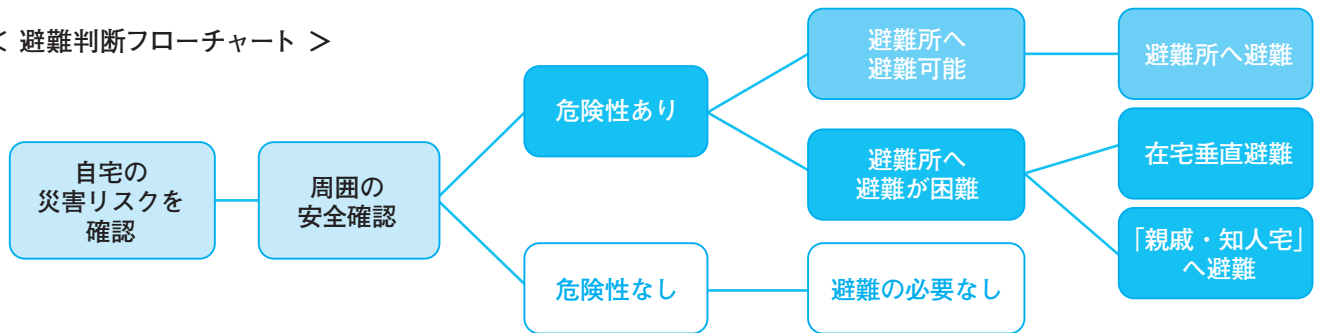 < 避難判断フローチャート >
自宅の
災害リスクを
確認
周囲の
安全確認
危険性あり
避難所へ
避難可能
避難所へ避難
避難所へ
避難が困難
在宅垂直避難
「親戚・知人宅」
へ避難
危険性なし
避難の必要なし